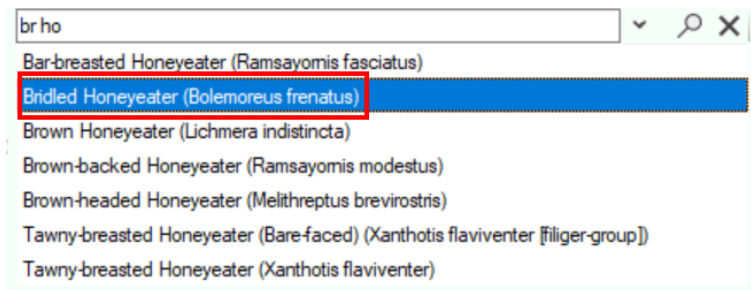 br ho
Bar-breasted Honeyeater (Ramsayornis fasciatus)
Bridled Honeyeater (Bolemoreus frenatus)
Brown Honeyeater (Lichmera indistincta)
Brown-backed Honeyeater (Ramsayornis modestus)
Brown-headed Honeyeater (Melithreptus brevirostris)
Tawny-breasted Honeyeater (Bare-faced) (Xanthotis flaviventer [filiger-group])
Tawny-breasted Honeyeater (Xanthotis flaviventer)